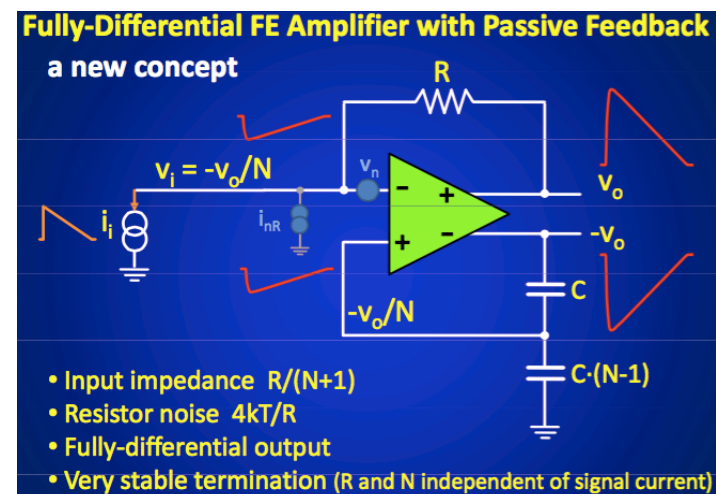 Fully-Differential FE Amplifier with Passive Feedback
a new concept
R
vᵢ = -vₒ/N
vₙ
- +
vₒ
iᵢ
iₙR
+ -
-vₒ
C
-vₒ/N
C·(N-1)
• Input impedance R/(N+1)
• Resistor noise 4kT/R
• Fully-differential output
• Very stable termination (R and N independent of signal current)